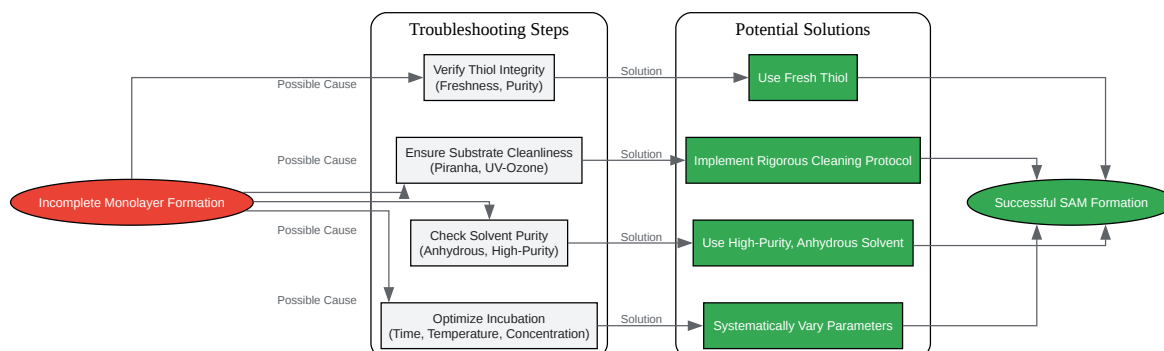 Troubleshooting Steps
Potential Solutions
Verify Thiol Integrity
(Freshness, Purity)
Solution
Use Fresh Thiol
Possible Cause
Ensure Substrate Cleanliness
(Piranha, UV-Ozone)
Solution
Implement Rigorous Cleaning Protocol
Possible Cause
Incomplete Monolayer Formation
Successful SAM Formation
Possible Cause
Check Solvent Purity
(Anhydrous, High-Purity)
Solution
Use High-Purity, Anhydrous Solvent
Possible Cause
Optimize Incubation
(Time, Temperature, Concentration)
Solution
Systematically Vary Parameters